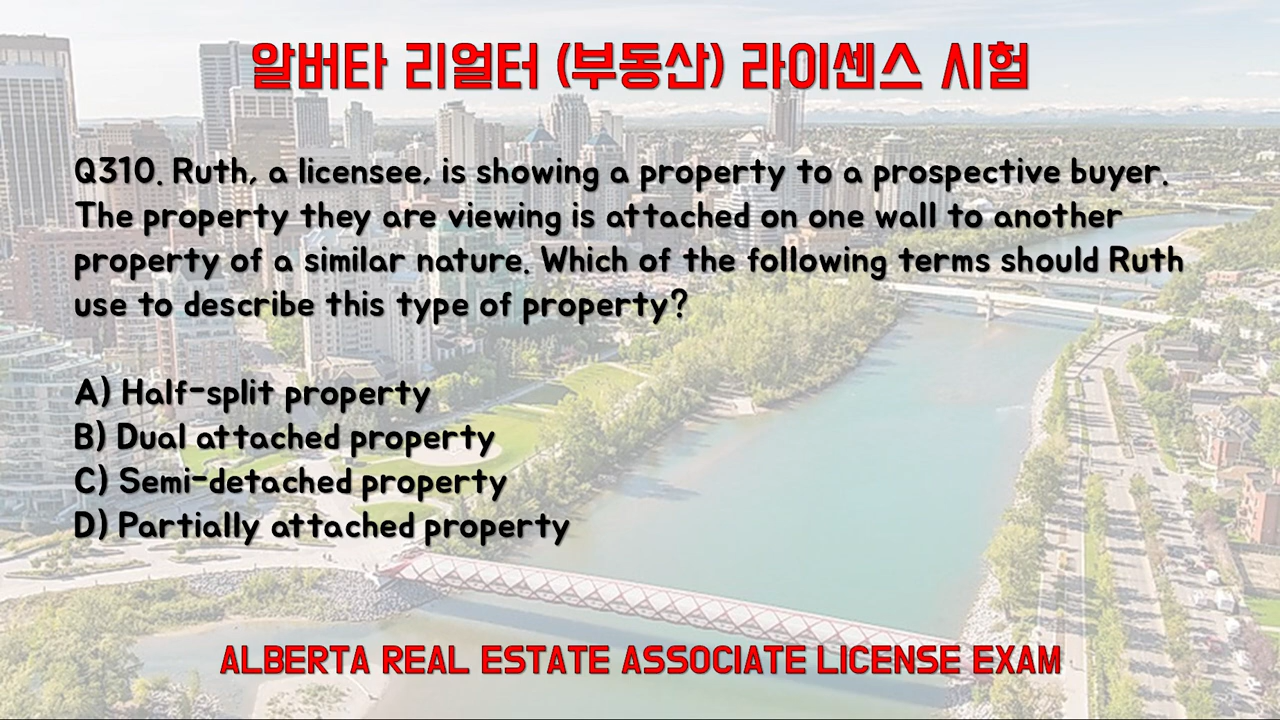 알버타 리얼터 (부동산) 라이센스 시험
Q310. Ruth, a licensee, is showing a property to a prospective buyer.
The property they are viewing is attached on one wall to another
property of a similar nature. Which of the following terms should Ruth
use to describe this type of property?
A) Half-split property
B) Dual attached property
C) Semi-detached property
D) Partially attached property
ALBERTA REAL ESTATE ASSOCIATE LICENSE EXAM